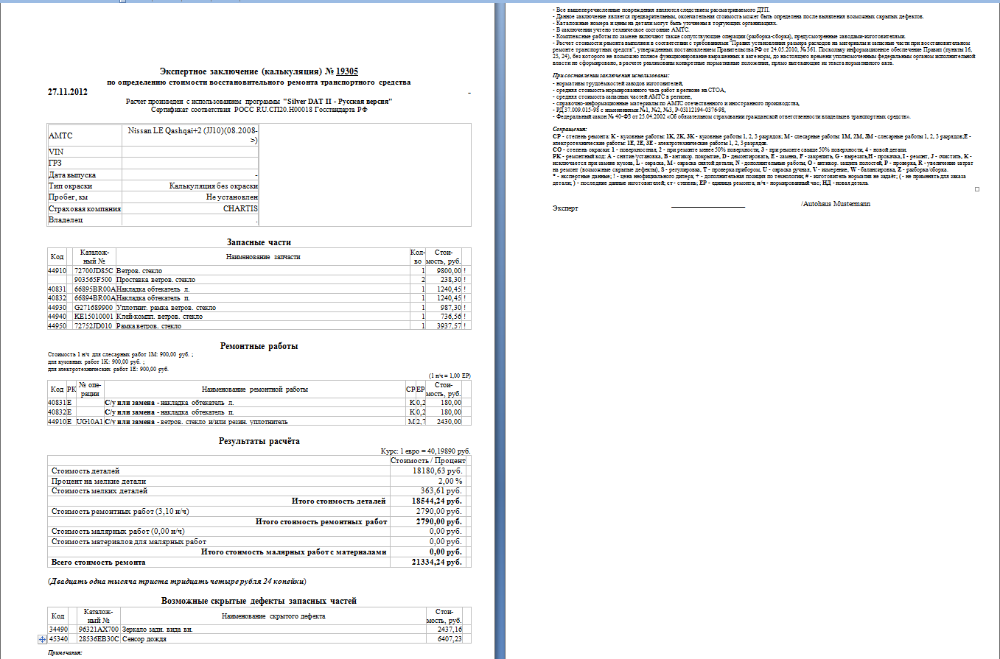 Экспертное заключение (калькуляция) № 19305
по определению стоимости восстановительного ремонта транспортного средства
27.11.2012 -
Расчет произведен с использованием программы "Silver DAT II - Русская версия"
Сертификат соответствия РОСС RU.СП20.Н00018 Госстандарта РФ
АМТС Nissan LE Qashqai+2 (JJ10)(08.2008-
>)
VIN
ГРЗ
Дата выпуска -
Тип окраски Калькуляция без окраски
Пробег, км Не установлен
Страховая компания CHARTIS
Владелец .
Запасные части
Код Каталож- Наименование запчасти Кол- Стои-
ный № во мость, руб.
44910 72700JD85C Ветров. стекло 1 9800,00 !
903565F500 Проставка ветров. стекло 2 238,30 !
40831 66895BR00A Накладка обтекатель л. 1 1240,45 !
40832 66894BR00A Накладка обтекатель п. 1 1240,45 !
44930 G271689900 Уплотнит. рамка ветров. стекло 1 987,30 !
44940 KE15010001 Клей-компл. ветров. стекло 1 736,56 !
44950 72752JD010 Рамка ветров. стекло 1 3937,57 !
Ремонтные работы
Стоимость 1 н/ч для слесарных работ 1М: 900,00 руб. ;
для кузовных работ 1К: 900,00 руб. ;
для электротехнических работ 1Е: 900,00 руб.
(1 н/ч = 1,00 ЕР)
Код РК № опе- Наименование ремонтной работы СР ЕР Стои-
рации мость, руб.
40831 E С/у или замена - накладка обтекатель л. К 0,2 180,00
40832 E С/у или замена - накладка обтекатель п. К 0,2 180,00
44910 E UG10A1 С/у или замена - ветров. стекло и/или резин. уплотнитель М 2,7 2430,00
Результаты расчёта
Курс: 1 евро = 40,19890 руб.
Стоимость / Процент
Стоимость деталей 18180,63 руб.
Процент на мелкие детали 2,00 %
Стоимость мелких деталей 363,61 руб.
Итого стоимость деталей 18544,24 руб.
Стоимость ремонтных работ (3,10 н/ч) 2790,00 руб.
Итого стоимость ремонтных работ 2790,00 руб.
Стоимость малярных работ (0,00 н/ч) 0,00 руб.
Стоимость материалов для малярных работ 0,00 руб.
Итого стоимость малярных работ с материалами 0,00 руб.
Всего стоимость ремонта 21334,24 руб.
(Двадцать одна тысяча триста тридцать четыре рубля 24 копейки)
Возможные скрытые дефекты запасных частей
Код Каталож- Наименование скрытого дефекта Стои-
ный № мость, руб.
34490 96321AX700 Зеркало задн. вида вн. 2437,16
45340 28536EB30C Сенсор дождя 6407,23
Примечания:
- Все вышеперечисленные повреждения являются следствием рассматриваемого ДТП.
- Данное заключение является предварительным, окончательная стоимость может быть определена после выявления возможных скрытых дефектов.
- Каталожные номера и цены на детали могут быть уточнены в торгующих организациях.
- В заключении учтено техническое состояние АМТС.
- Комплексные работы по замене включают также сопутствующие операции (разборка-сборка), предусмотренные заводами-изготовителями.
- Расчет стоимости ремонта выполнен в соответствии с требованиями "Правил установления размера расходов на материалы и запасные части при восстановительном
ремонте транспортных средств", утвержденных постановлением Правительства РФ от 24.05.2010, № 361. Поскольку информационное обеспечение Правил (пункты 16,
23, 24), без которого не возможно полное функционирование выраженных в акте норм, до настоящего времени уполномоченным федеральным органом исполнительной
власти не сформировано, в расчете реализованы конкретные нормативные положения, прямо вытекающие из текста нормативного акта.
При составлении заключения использованы:
- нормативы трудоёмкостей заводов изготовителей,
- средняя стоимость нормированного часа работ в регионе на СТОА,
- средняя стоимость запасных частей АМТС в регионе,
- справочно-информационные материалы по АМТС отечественного и иностранного производства,
- РД 37.009.015-98 с изменениями №1, №2, №3, Р-03112194-0376-98,
- Федеральный закон № 40-ФЗ от 25.04.2002 «Об обязательном страховании гражданской ответственности владельцев транспортных средств».
Сокращения:
СР - степень ремонта: К - кузовные работы: 1К, 2К, 3К - кузовные работы 1, 2, 3 разрядов; М - слесарные работы: 1М, 2М, 3М - слесарные работы 1, 2, 3 разрядов;Е -
электротехнические работы: 1Е, 2Е, 3Е - электротехнические работы 1, 2, 3 разрядов.
СО - степень окраски: 1 - поверхностная, 2 - при ремонте менее 50% поверхности, 3 - при ремонте свыше 50% поверхности, 4 - новой детали.
РК - ремонтный код: А - снятие/установка, В - антикор. покрытие, D - демонтировать, Е - замена, F - закрепить, G - вырезать,Н - прокачка, I - ремонт, J - очистить, К -
исключается при замене кузова, L - окраска, М - окраска снятой детали, N - дополнительные работы, О - антикор. защита полостей, Р - проверка, R - увеличение затрат
на ремонт (возможные скрытые дефекты), S - регулировка, Т - проверка прибором, U - окраска ручная, V - измерение, W - балансировка, Z - разборка/сборка.
* - экспертные данные; ! - цена неофициального дилера; + - дополнительная позиция по технологии; # - изготовитель норматив не задаёт; ( - не применять для заказа
детали; ) - последние данные изготовителей; ст - степень; ЕР - единица ремонта; н/ч - нормированный час; НД - новая деталь.
Эксперт /Autohaus Mustermann